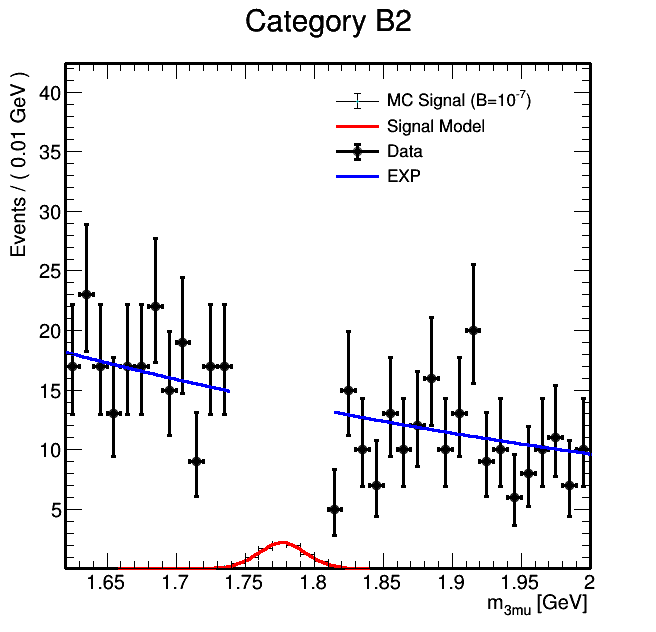 Category B2
Events / ( 0.01 GeV )
40
35
30
25
20
15
10
5
MC Signal (B=10⁻⁷)
Signal Model
Data
EXP
1.65 1.7 1.75 1.8 1.85 1.9 1.95 2
m₃ₘᵤ [GeV]